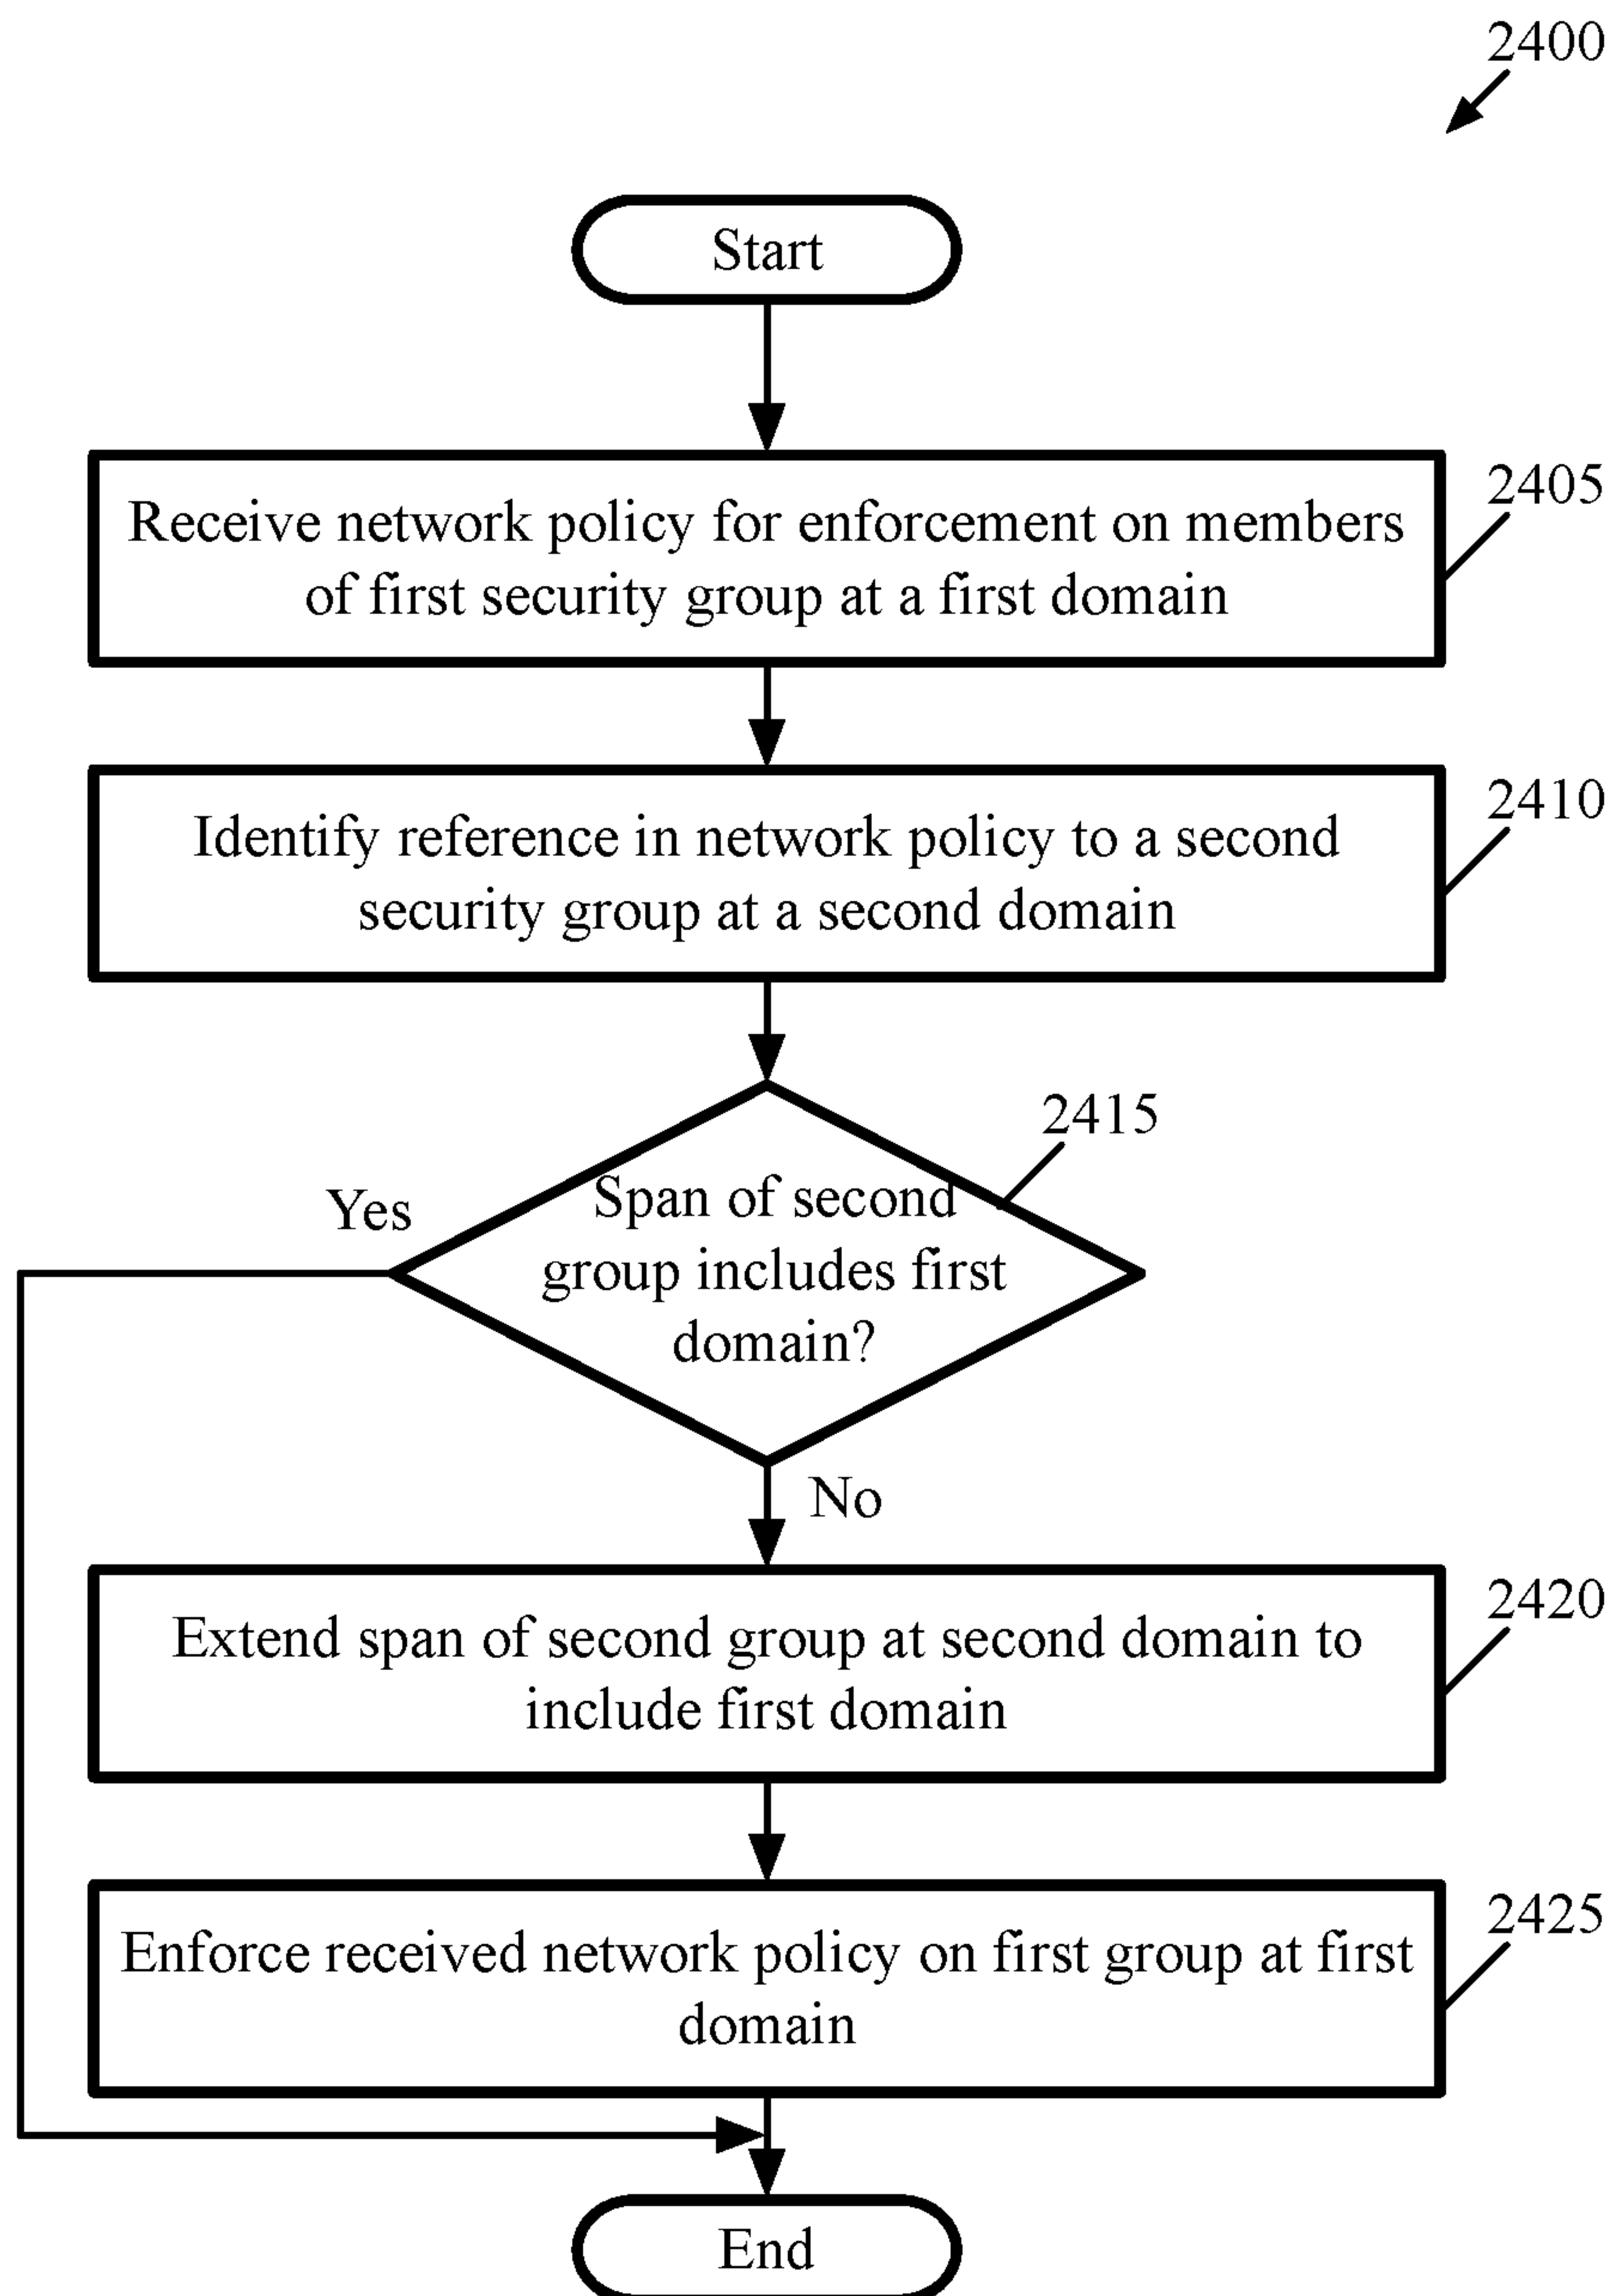 2400
Start
Receive network policy for enforcement on members
of first security group at a first domain
2405
Identify reference in network policy to a second
security group at a second domain
2410
2415
Yes
Span of second
group includes first
domain?
No
Extend span of second group at second domain to
include first domain
2420
Enforce received network policy on first group at first
domain
2425
End